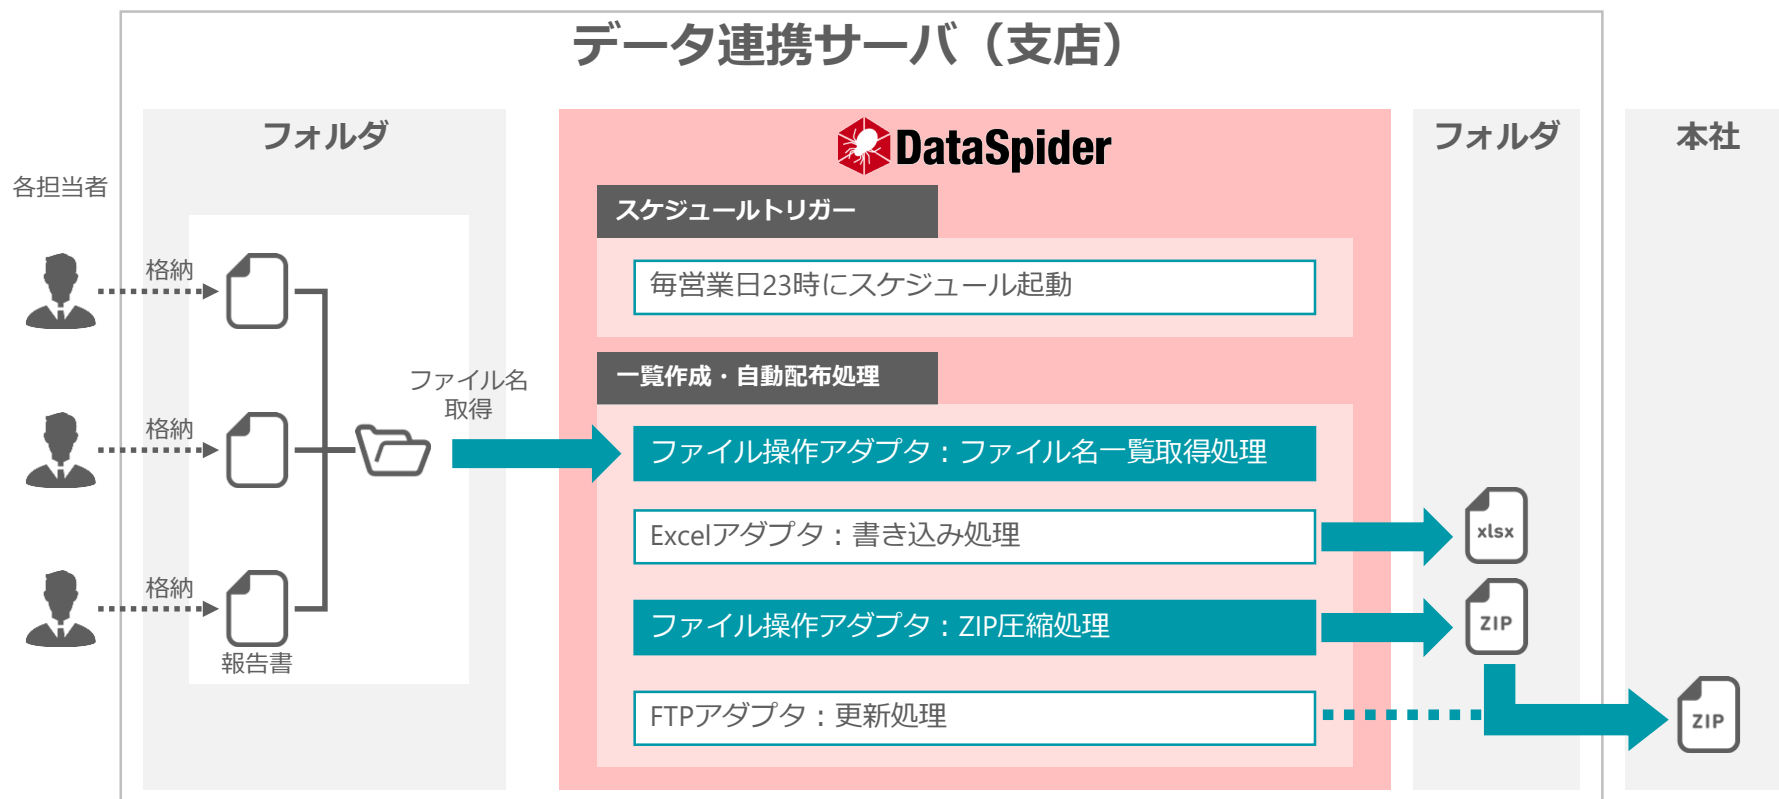 データ連携サーバ（支店）
フォルダ
DataSpider
フォルダ
本社
各担当者
スケジュールトリガー
格納
毎営業日23時にスケジュール起動
一覧作成・自動配布処理
ファイル名
取得
格納
ファイル操作アダプタ：ファイル名一覧取得処理
Excelアダプタ：書き込み処理
xlsx
格納
ファイル操作アダプタ：ZIP圧縮処理
ZIP
報告書
FTPアダプタ：更新処理
ZIP